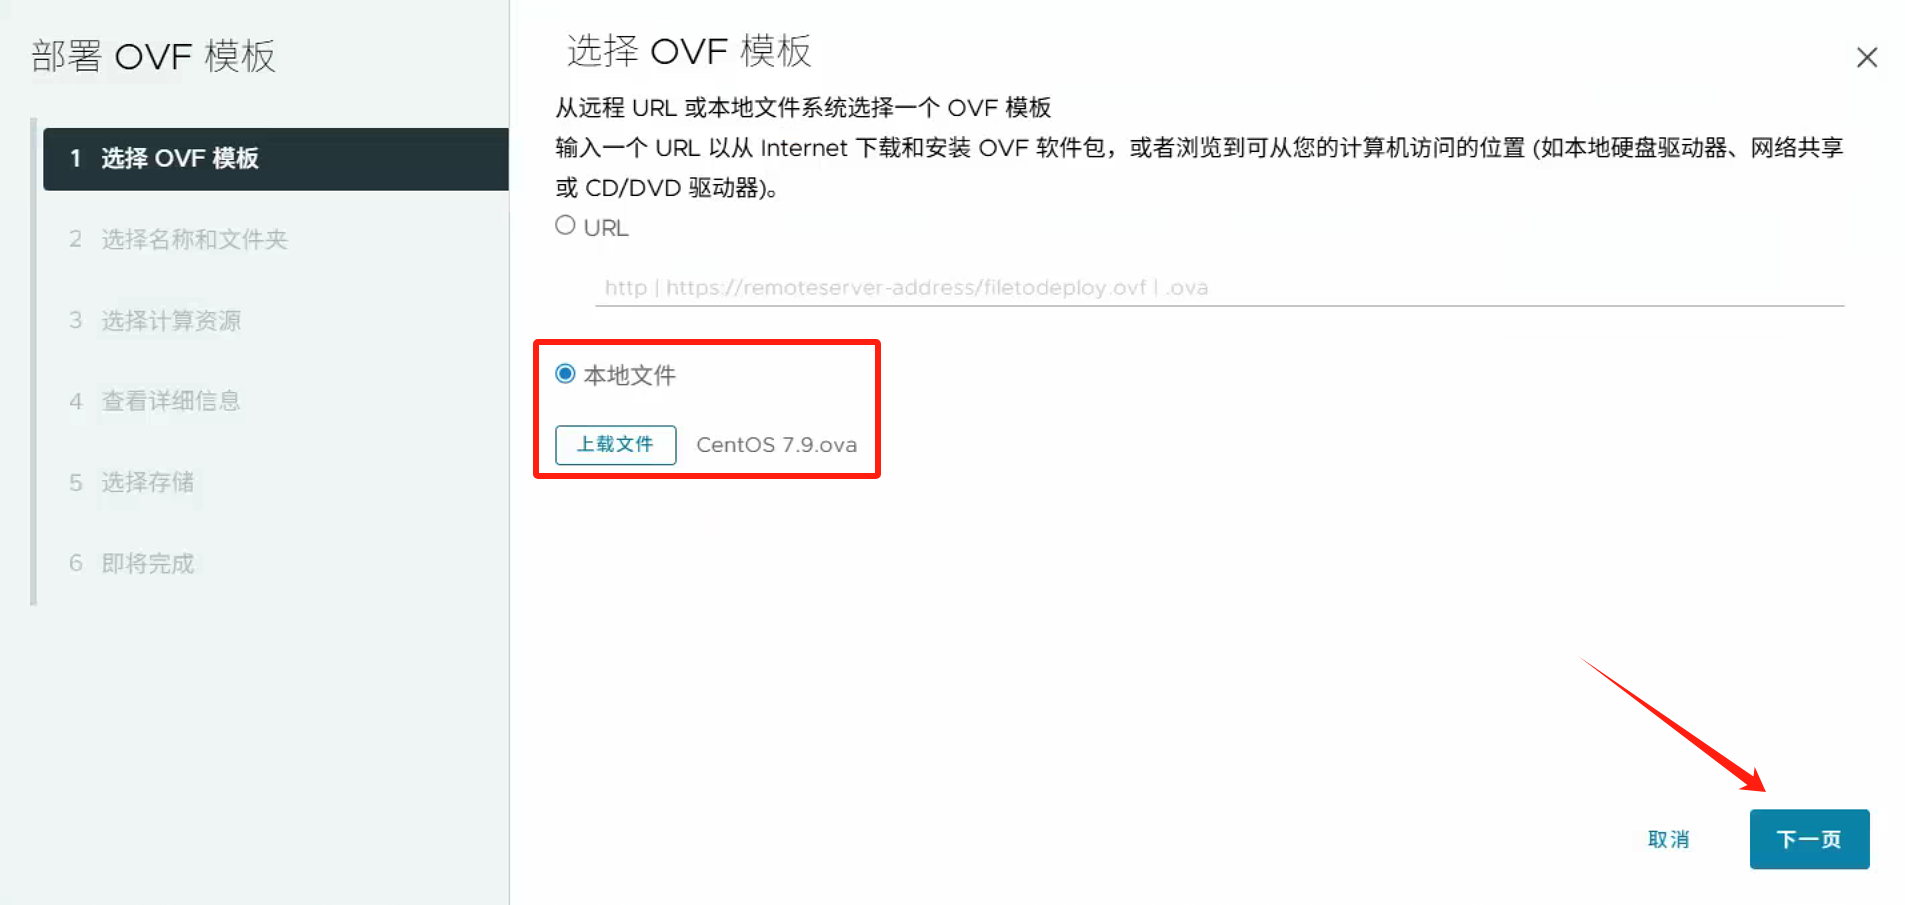 部署 OVF 模板
1 选择 OVF 模板
2 选择名称和文件夹
3 选择计算资源
4 查看详细信息
5 选择存储
6 即将完成
选择 OVF 模板
从远程 URL 或本地文件系统选择一个 OVF 模板
输入一个 URL 以从 Internet 下载和安装 OVF 软件包，或者浏览到可从您的计算机访问的位置 (如本地硬盘驱动器、网络共享
或 CD/DVD 驱动器)。
URL
http | https://remoteserver-address/filetodeploy.ovf | .ova
本地文件
上载文件 CentOS 7.9.ova
取消 下一页